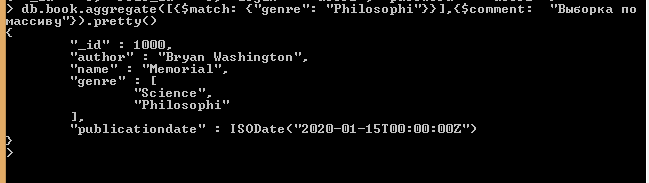 > db.book.aggregate([{$match: {"genre": "Philosophi"}}],{$comment:  "Выборка по
массиву"}).pretty()
{
        "_id" : 1000,
        "author" : "Bryan Washington",
        "name" : "Memorial",
        "genre" : [
                "Science",
                "Philosophi"
        ],
        "publicationdate" : ISODate("2020-01-15T00:00:00Z")
}
>